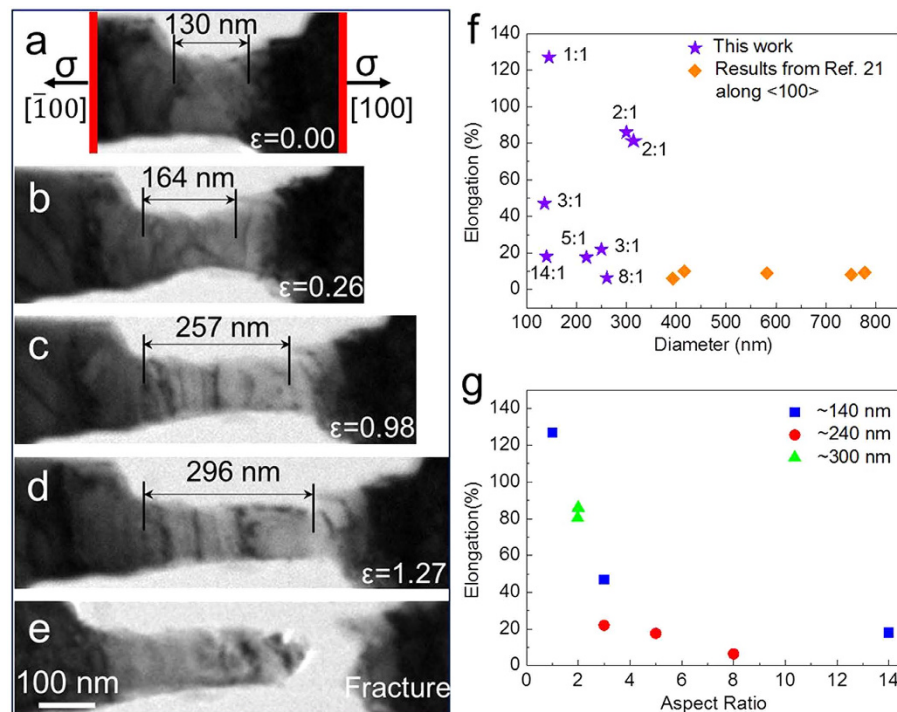 a
130 nm
σ
[1̄00]
σ
[100]
ε=0.00
b
164 nm
ε=0.26
c
257 nm
ε=0.98
d
296 nm
ε=1.27
e
100 nm
Fracture
f
Elongation (%)
140
120
100
80
60
40
20
0
This work
Results from Ref. 21
along <100>
1:1
2:1
2:1
3:1
5:1
3:1
14:1
8:1
100 200 300 400 500 600 700 800
Diameter (nm)
g
Elongation(%)
140
120
100
80
60
40
20
0
~140 nm
~240 nm
~300 nm
0 2 4 6 8 10 12 14
Aspect Ratio